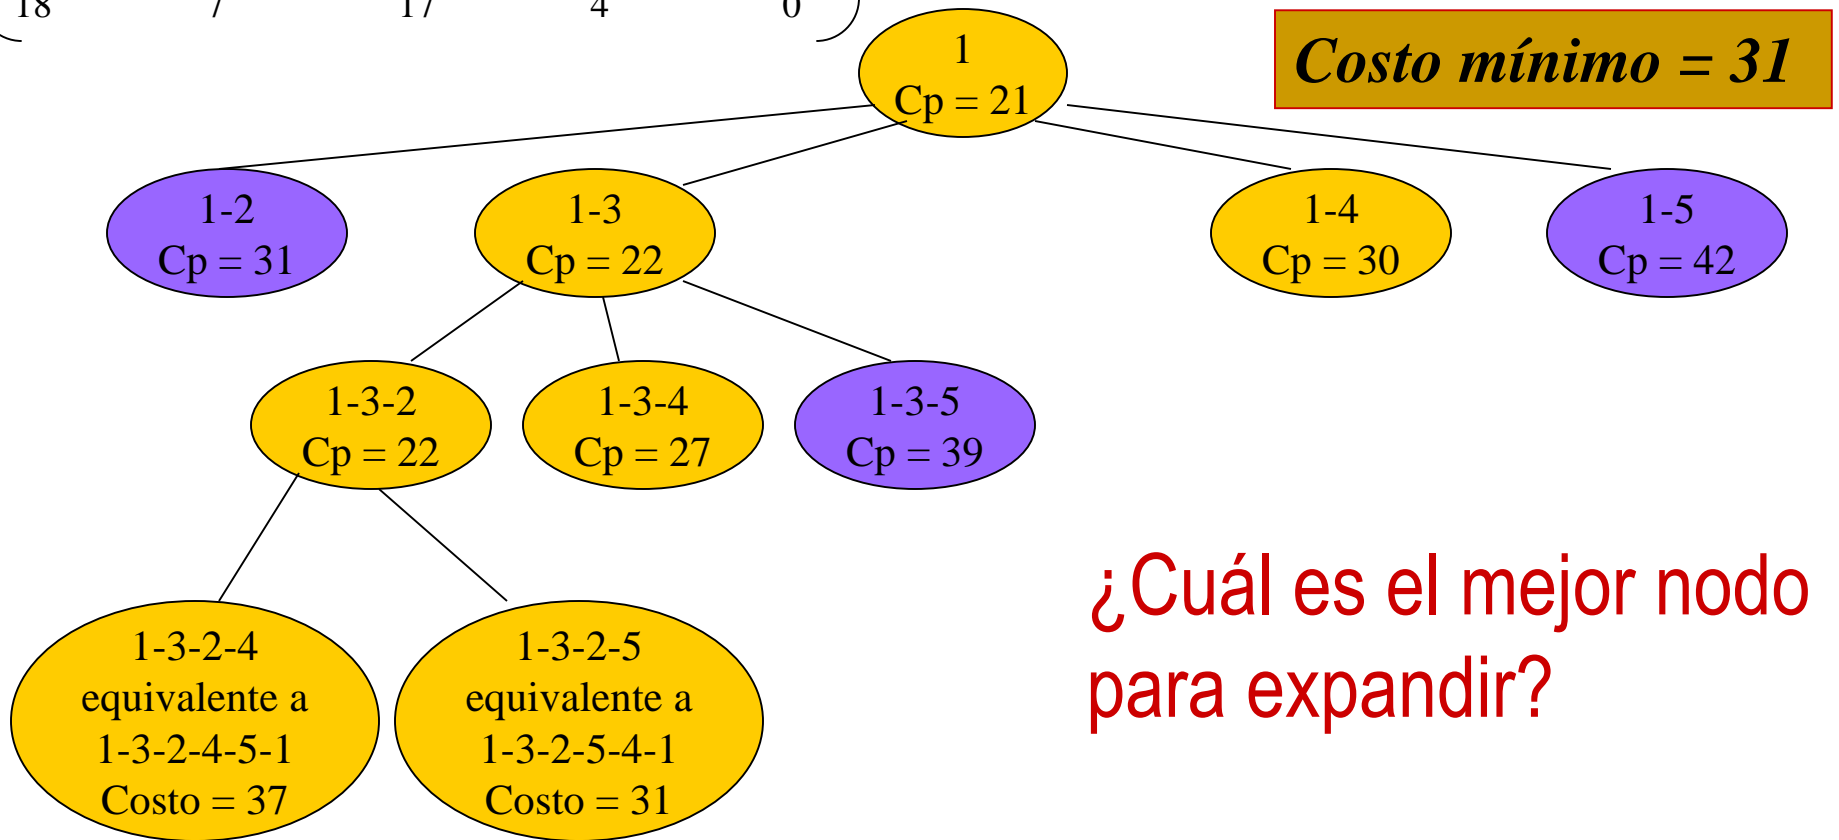 18 7 17 4 0
Costo mínimo = 31
1
Cp = 21
1-2
Cp = 31
1-3
Cp = 22
1-4
Cp = 30
1-5
Cp = 42
1-3-2
Cp = 22
1-3-4
Cp = 27
1-3-5
Cp = 39
1-3-2-4
equivalente a
1-3-2-4-5-1
Costo = 37
1-3-2-5
equivalente a
1-3-2-5-4-1
Costo = 31
¿Cuál es el mejor nodo
para expandir?